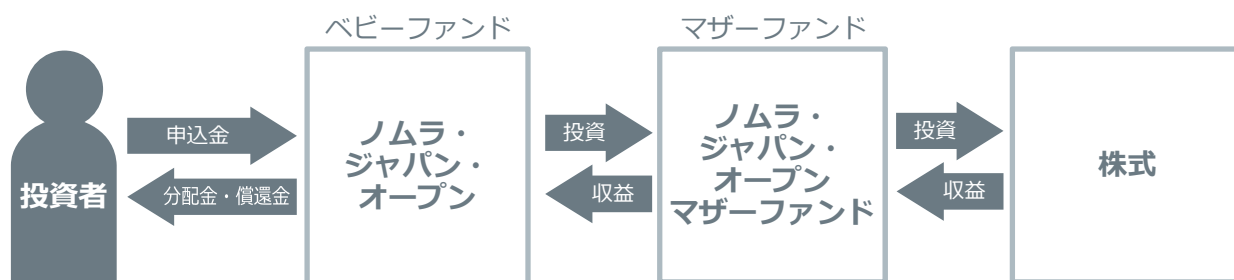 ベビーファンド
マザーファンド
投資者
申込金
分配金・償還金
ノムラ・
ジャパン・
オープン
投資
収益
ノムラ・
ジャパン・
オープン
マザーファンド
投資
収益
株式